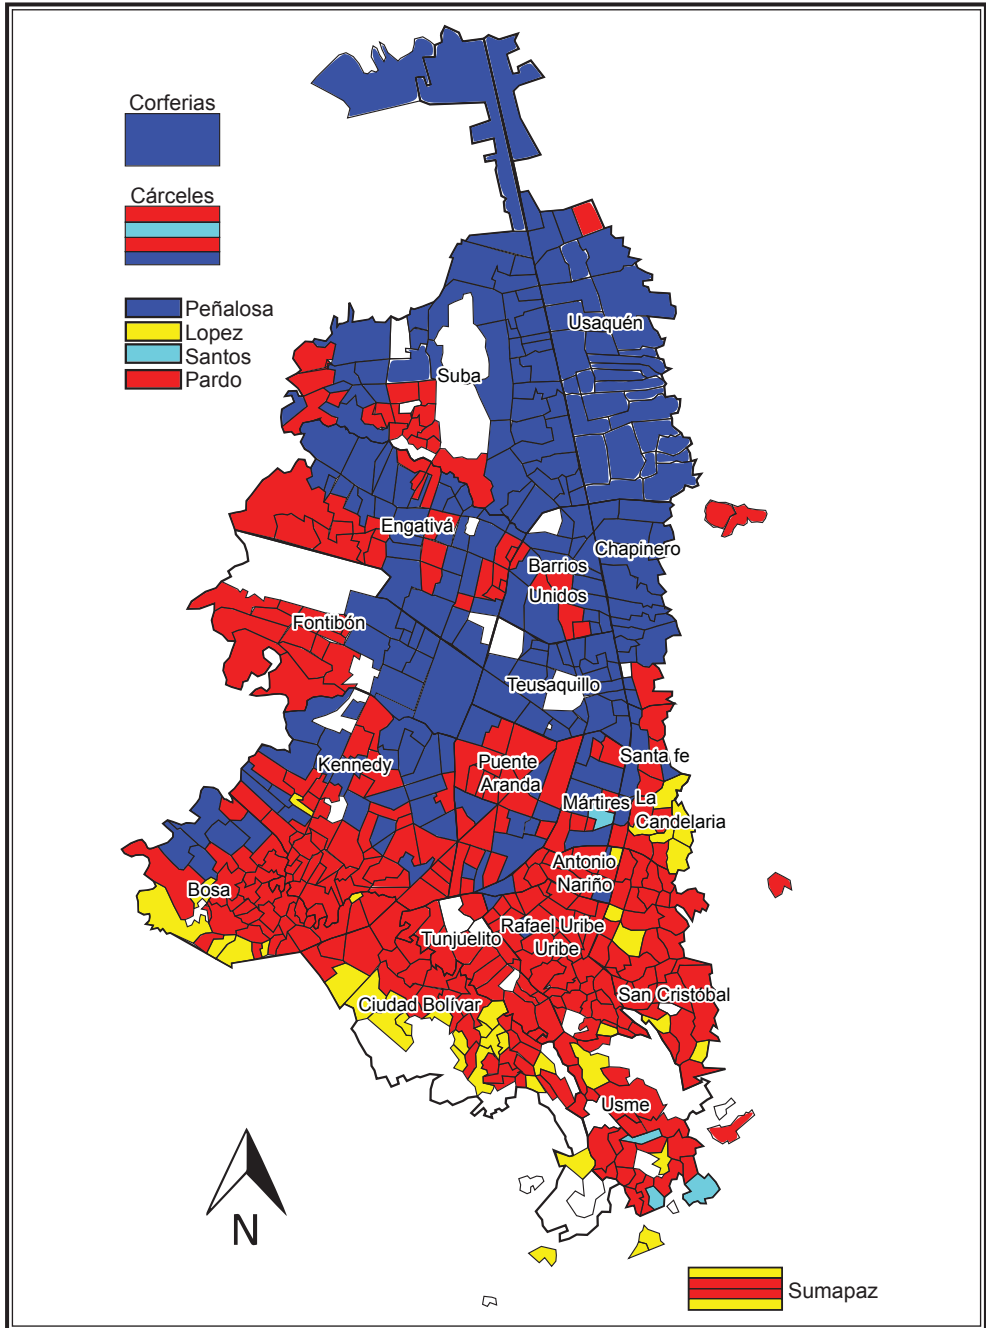 Corferias
Cárceles
Peñalosa
Lopez
Santos
Pardo
Usaquén
Suba
Engativá
Chapinero
Barrios
Unidos
Fontibón
Teusaquillo
Santa fe
Kennedy
Puente
Aranda
Mártires
La
Candelaria
Antonio
Nariño
Bosa
Rafael Uribe
Uribe
Tunjuelito
San Cristobal
Ciudad Bolívar
Usme
N
Sumapaz